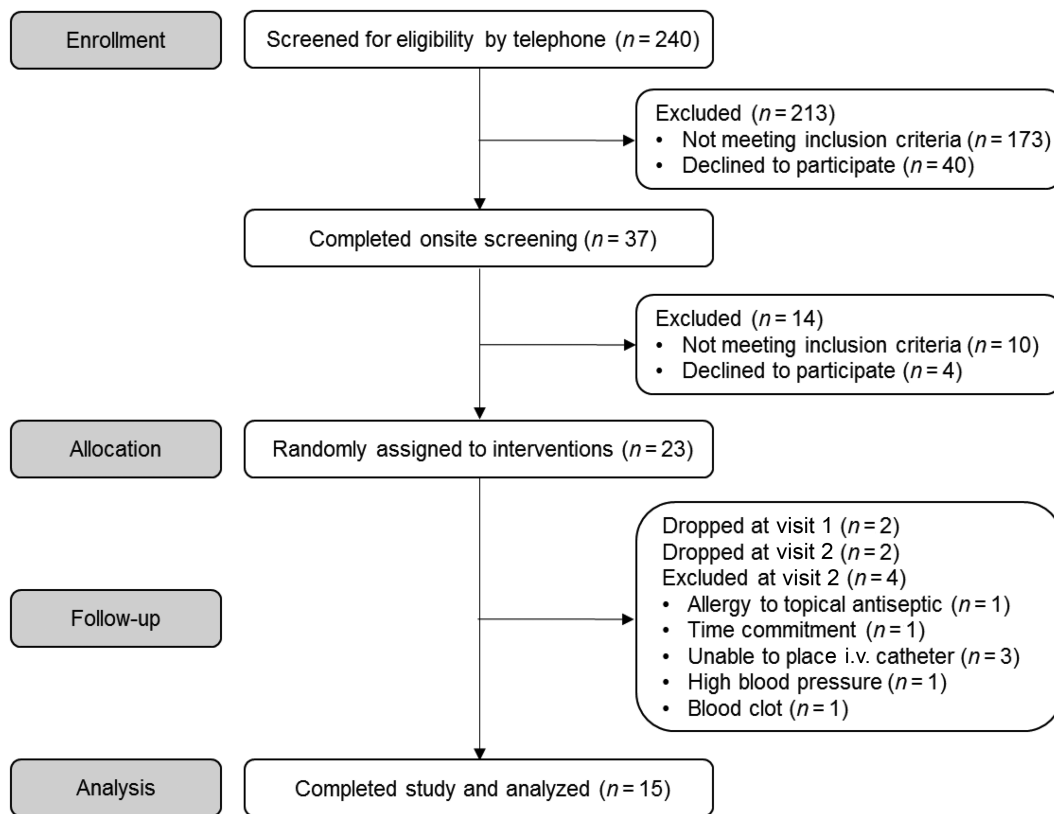 Enrollment
Screened for eligibility by telephone (n = 240)
Excluded (n = 213)
• Not meeting inclusion criteria (n = 173)
• Declined to participate (n = 40)
Completed onsite screening (n = 37)
Excluded (n = 14)
• Not meeting inclusion criteria (n = 10)
• Declined to participate (n = 4)
Allocation
Randomly assigned to interventions (n = 23)
Dropped at visit 1 (n = 2)
Dropped at visit 2 (n = 2)
Excluded at visit 2 (n = 4)
• Allergy to topical antiseptic (n = 1)
• Time commitment (n = 1)
• Unable to place i.v. catheter (n = 3)
• High blood pressure (n = 1)
• Blood clot (n = 1)
Follow-up
Analysis
Completed study and analyzed (n = 15)